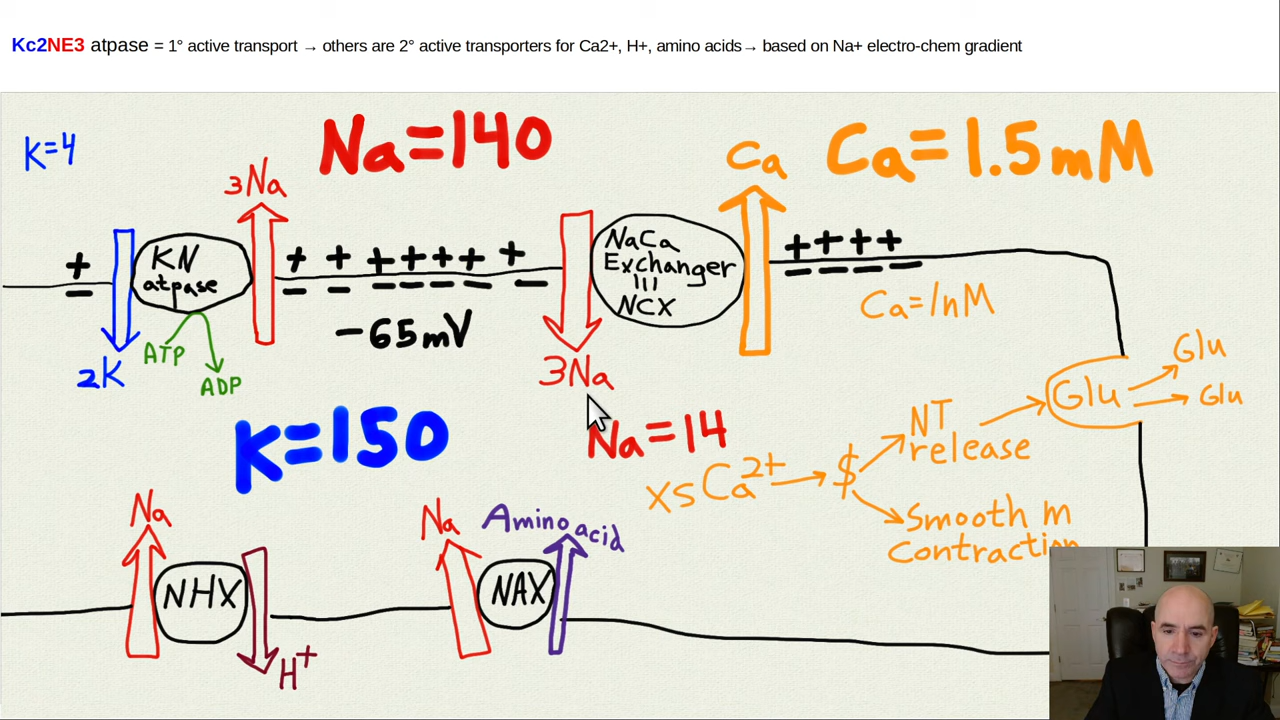 Kc2NE3 atpase = 1° active transport → others are 2° active transporters for Ca2+, H+, amino acids→ based on Na+ electro-chem gradient
K=4
Na=140
Ca=1.5mM
3Na
Ca
KN
atpase
NaCa
Exchanger
NCX
+ + + + + + + +
+ + + +
-65mV
Ca=1nM
ATP
ADP
2K
3Na
Glu
Glu
Glu
K=150
Na=14
NT
release
xsCa2+ → $
Smooth m
contraction
Na
Na
Amino acid
NHX
NAX
H+